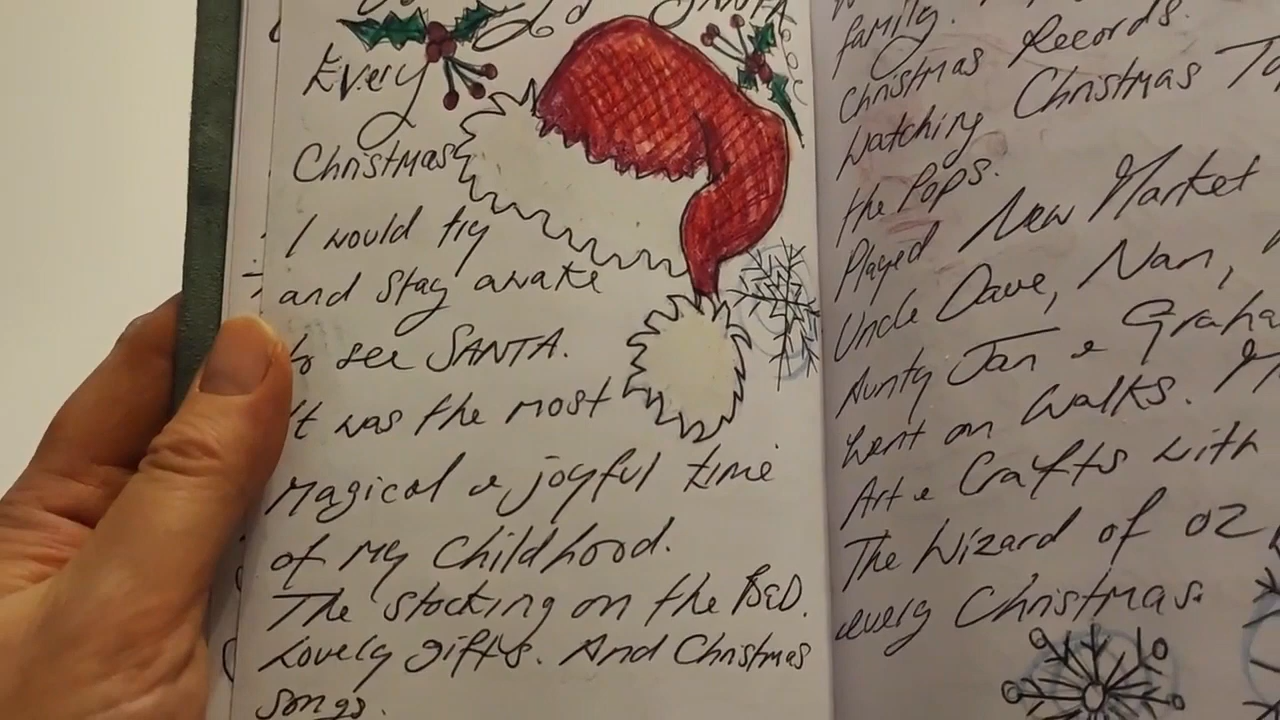 SANTA
Every
Christmas
I would try
and stay awake
to see SANTA.
It was the most
Magical & joyful time
of my Childhood.
The stocking on the BED.
Lovely gifts. And Christmas
songs.
family.
Christmas Records.
Watching Christmas
the Pops.
Played New Market
Uncle Dave, Nan,
Aunty Jan &
Went on Walks.
Art & Crafts with
The Wizard of OZ
every Christmas.